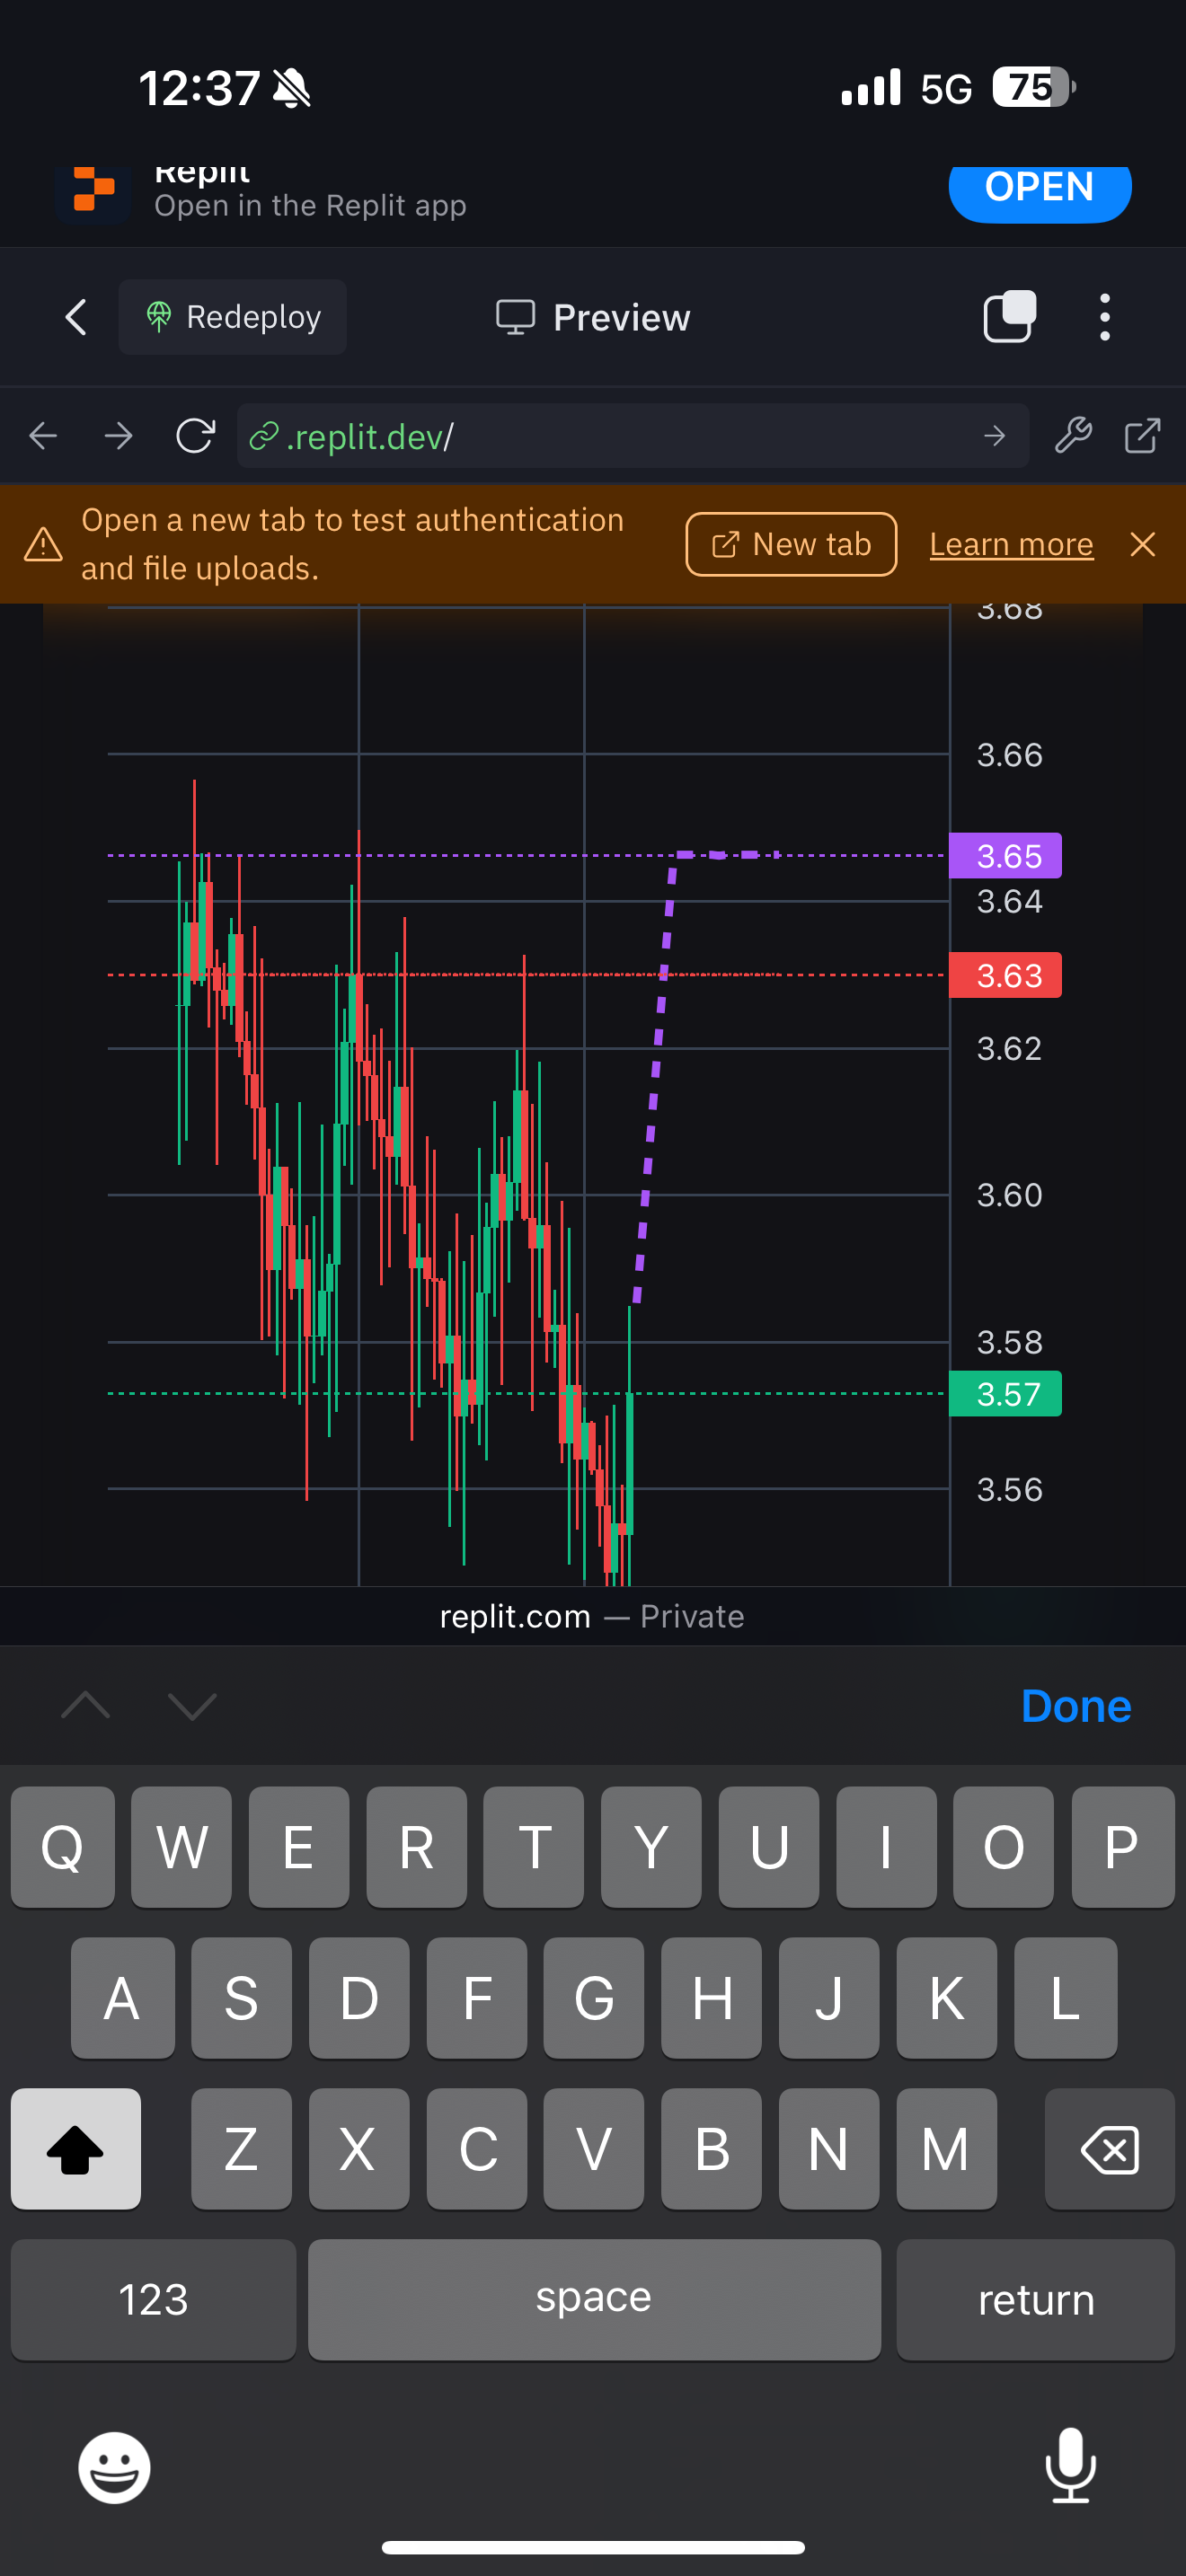 12:37
5G
75
Replit
Open in the Replit app
OPEN
Redeploy
Preview
.replit.dev/
Open a new tab to test authentication
and file uploads.
New tab
Learn more
3.68
3.66
3.65
3.64
3.63
3.62
3.60
3.58
3.57
3.56
replit.com — Private
Done
Q W E R T Y U I O P
A S D F G H J K L
Z X C V B N M
123 space return